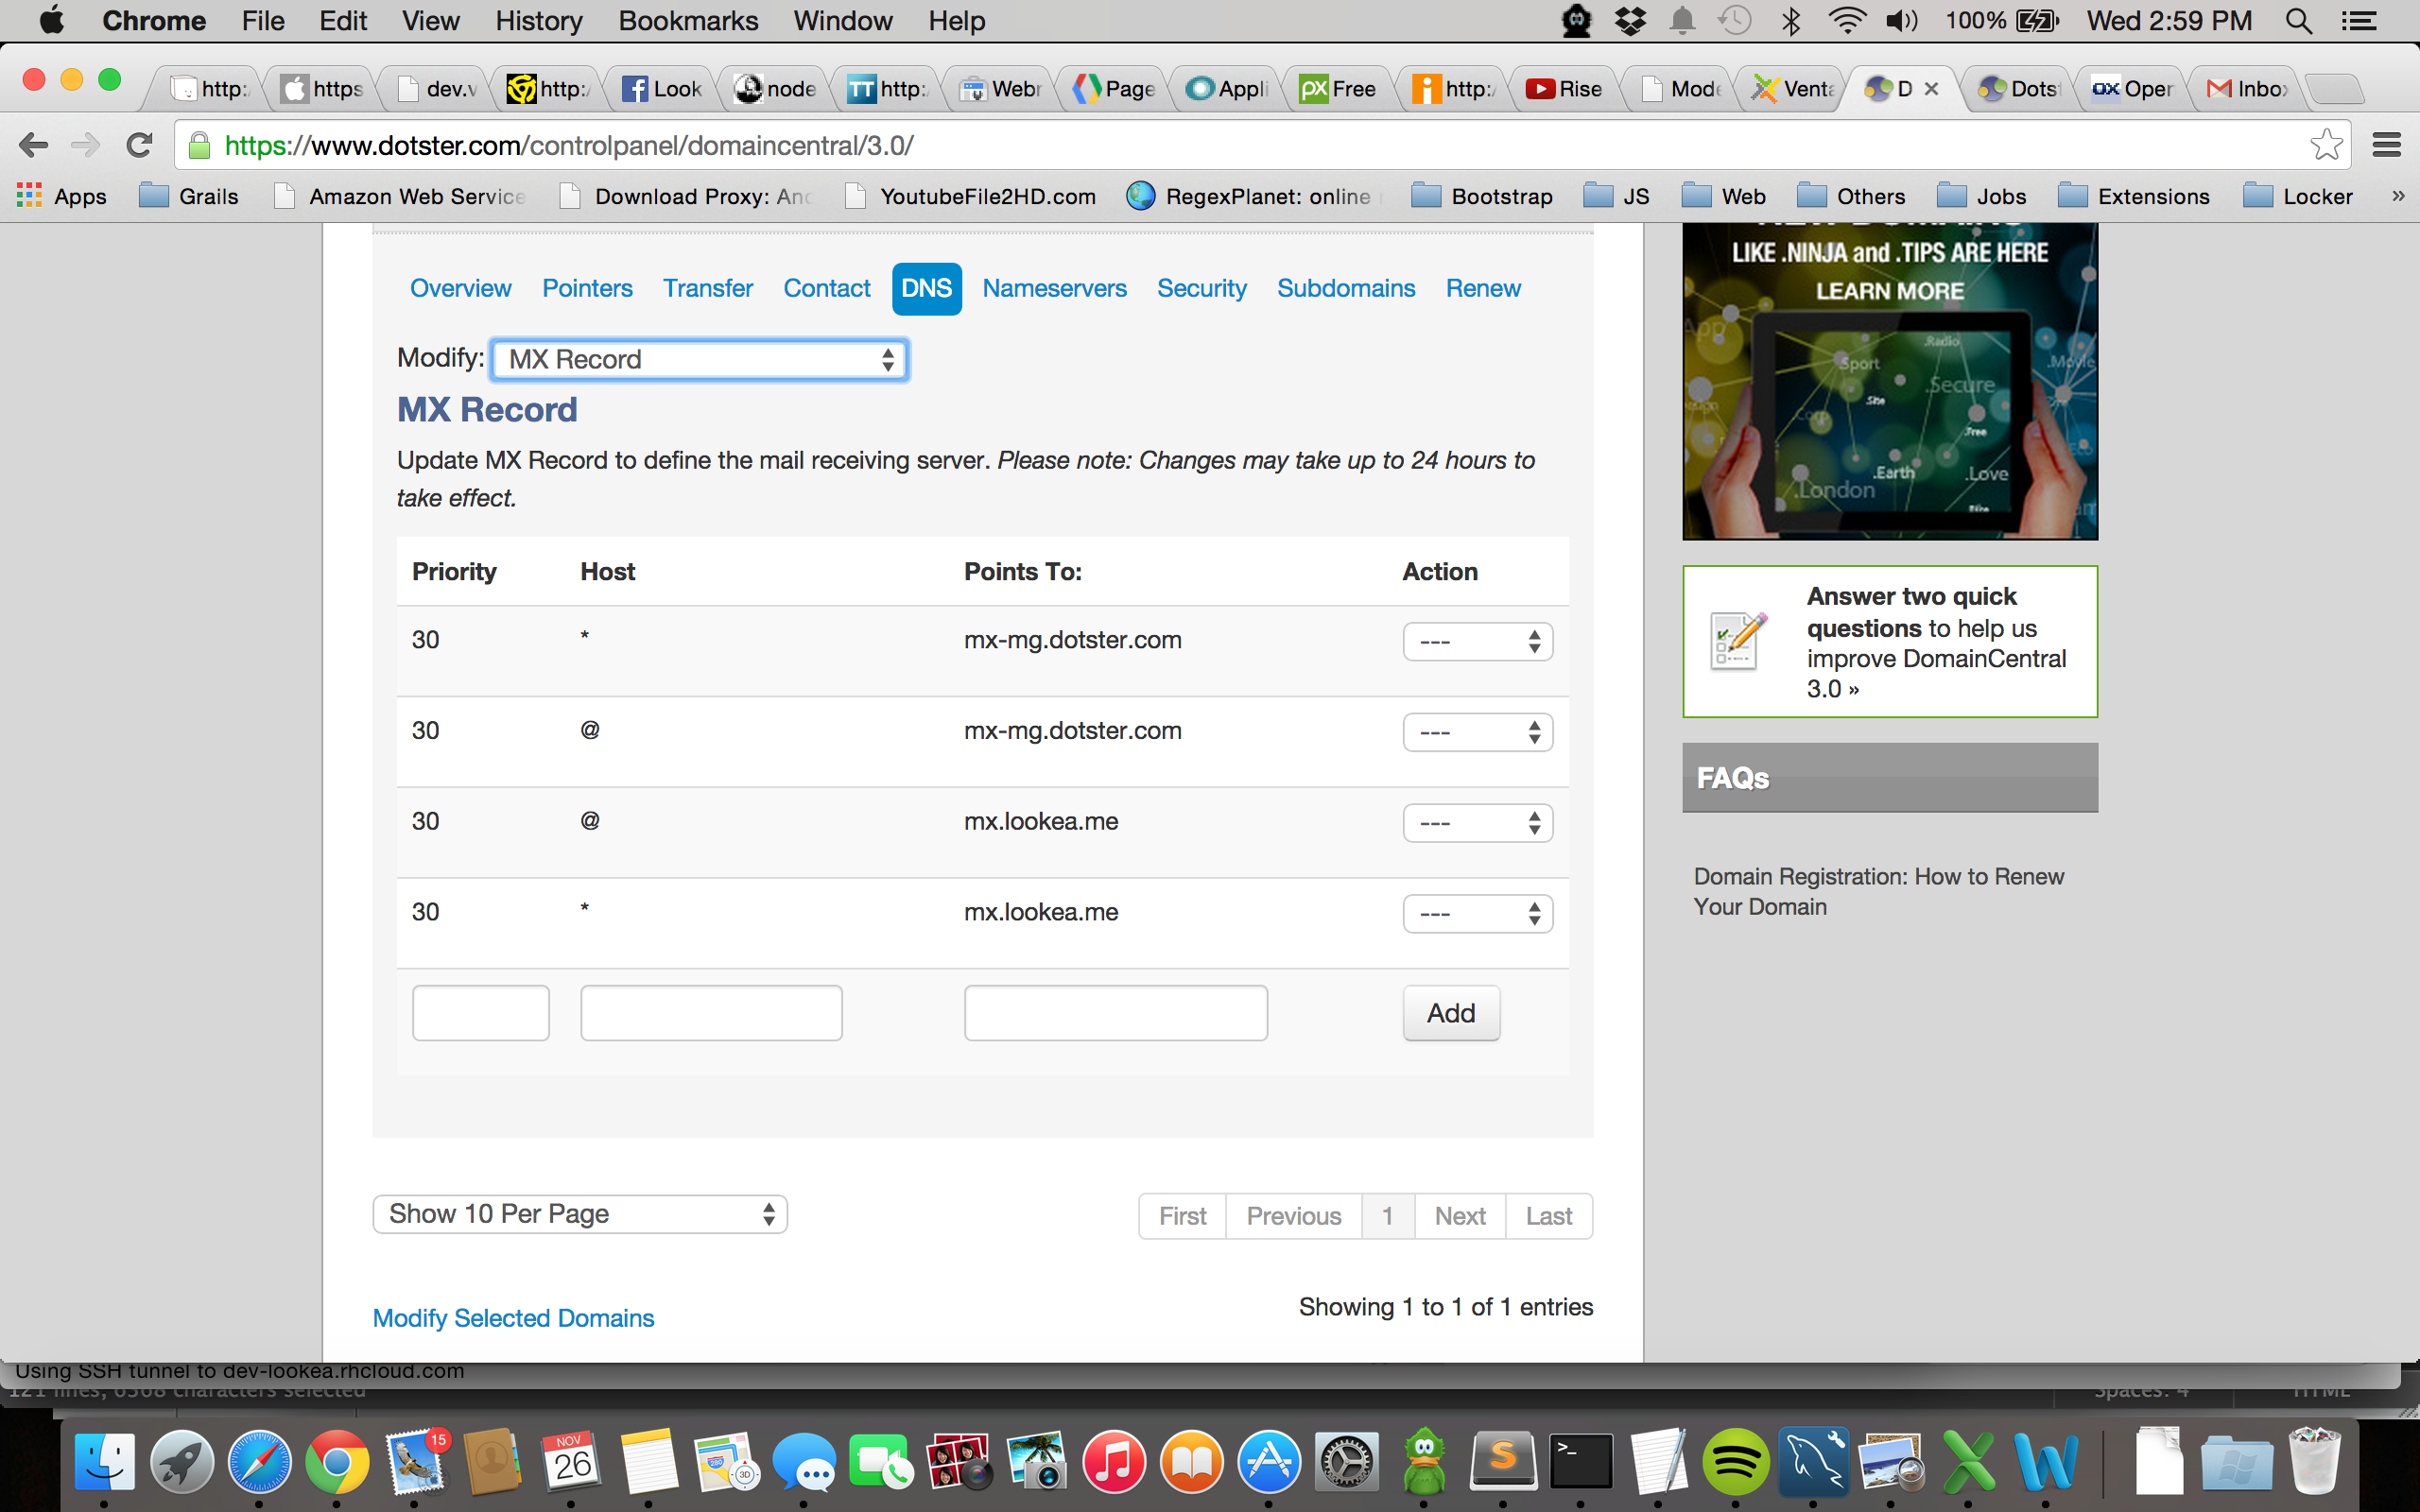 Chrome File Edit View History Bookmarks Window Help 100% Wed 2:59 PM
http: https dev.v http:/ Look node TT http: Webr Page Appli px Free http:/ Rise Mode Venta D Dots ox Oper Inbo
https://www.dotster.com/controlpanel/domaincentral/3.0/
Apps Grails Amazon Web Service Download Proxy: YoutubeFile2HD.com RegexPlanet: online Bootstrap JS Web Others Jobs Extensions Locker »
LIKE .NINJA and .TIPS ARE HERE
LEARN MORE
.Radio
.Movie
Sport
.Secure
.Site
.Free
.Earth
.Love
.London
Overview Pointers Transfer Contact DNS Nameservers Security Subdomains Renew
Modify: MX Record
MX Record
Update MX Record to define the mail receiving server. Please note: Changes may take up to 24 hours to
take effect.
Priority Host Points To: Action
30 * mx-mg.dotster.com ---
30 @ mx-mg.dotster.com ---
30 @ mx.lookea.me ---
30 * mx.lookea.me ---
Add
Answer two quick
questions to help us
improve DomainCentral
3.0 »
FAQs
Domain Registration: How to Renew
Your Domain
Show 10 Per Page
First Previous 1 Next Last
Modify Selected Domains
Showing 1 to 1 of 1 entries
Using SSH tunnel to dev-lookea.rhcloud.com
15
NOV
26
280
3D
S
>_